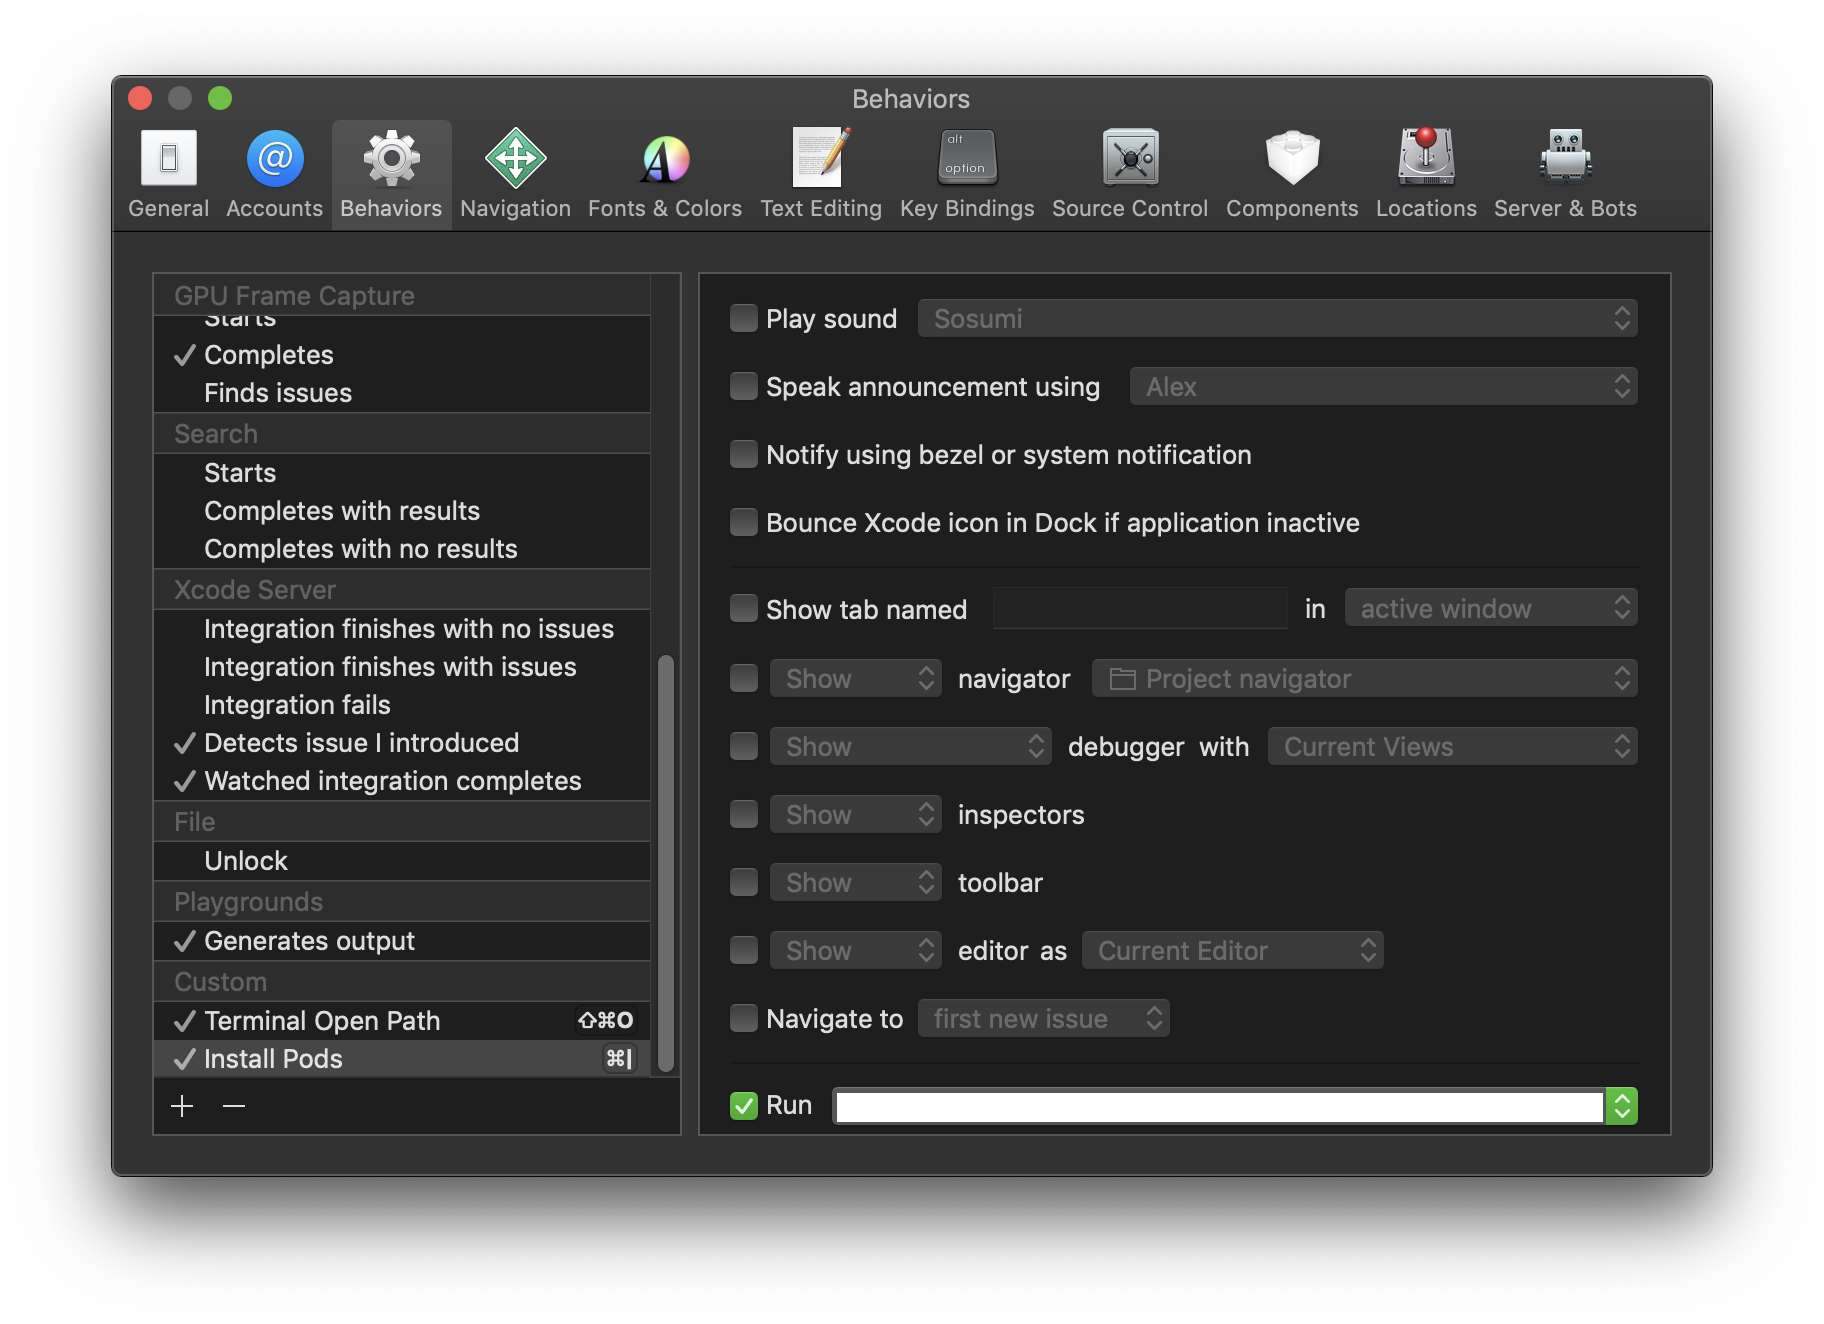 Behaviors
General Accounts Behaviors Navigation Fonts & Colors Text Editing Key Bindings Source Control Components Locations Server & Bots
alt
option
GPU Frame Capture
Starts
Completes
Finds issues
Search
Starts
Completes with results
Completes with no results
Xcode Server
Integration finishes with no issues
Integration finishes with issues
Integration fails
Detects issue I introduced
Watched integration completes
File
Unlock
Playgrounds
Generates output
Custom
Terminal Open Path ⇧⌘O
Install Pods ⌘|
Play sound Sosumi
Speak announcement using Alex
Notify using bezel or system notification
Bounce Xcode icon in Dock if application inactive
Show tab named in active window
Show navigator Project navigator
Show debugger with Current Views
Show inspectors
Show toolbar
Show editor as Current Editor
Navigate to first new issue
Run